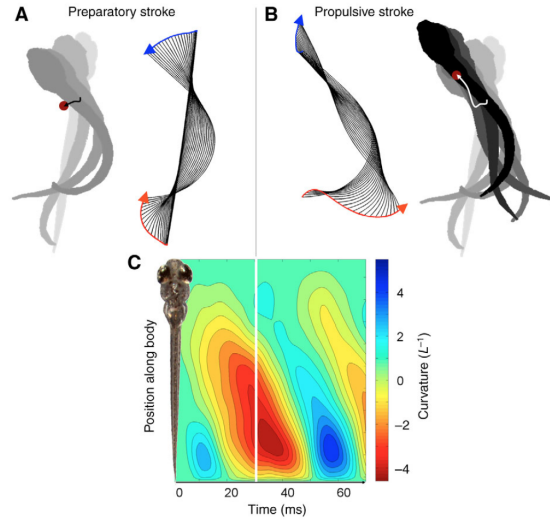 A Preparatory stroke
B Propulsive stroke
C
Position along body
0 20 40 60
Time (ms)
4
2
0
−2
−4
Curvature (L⁻¹)